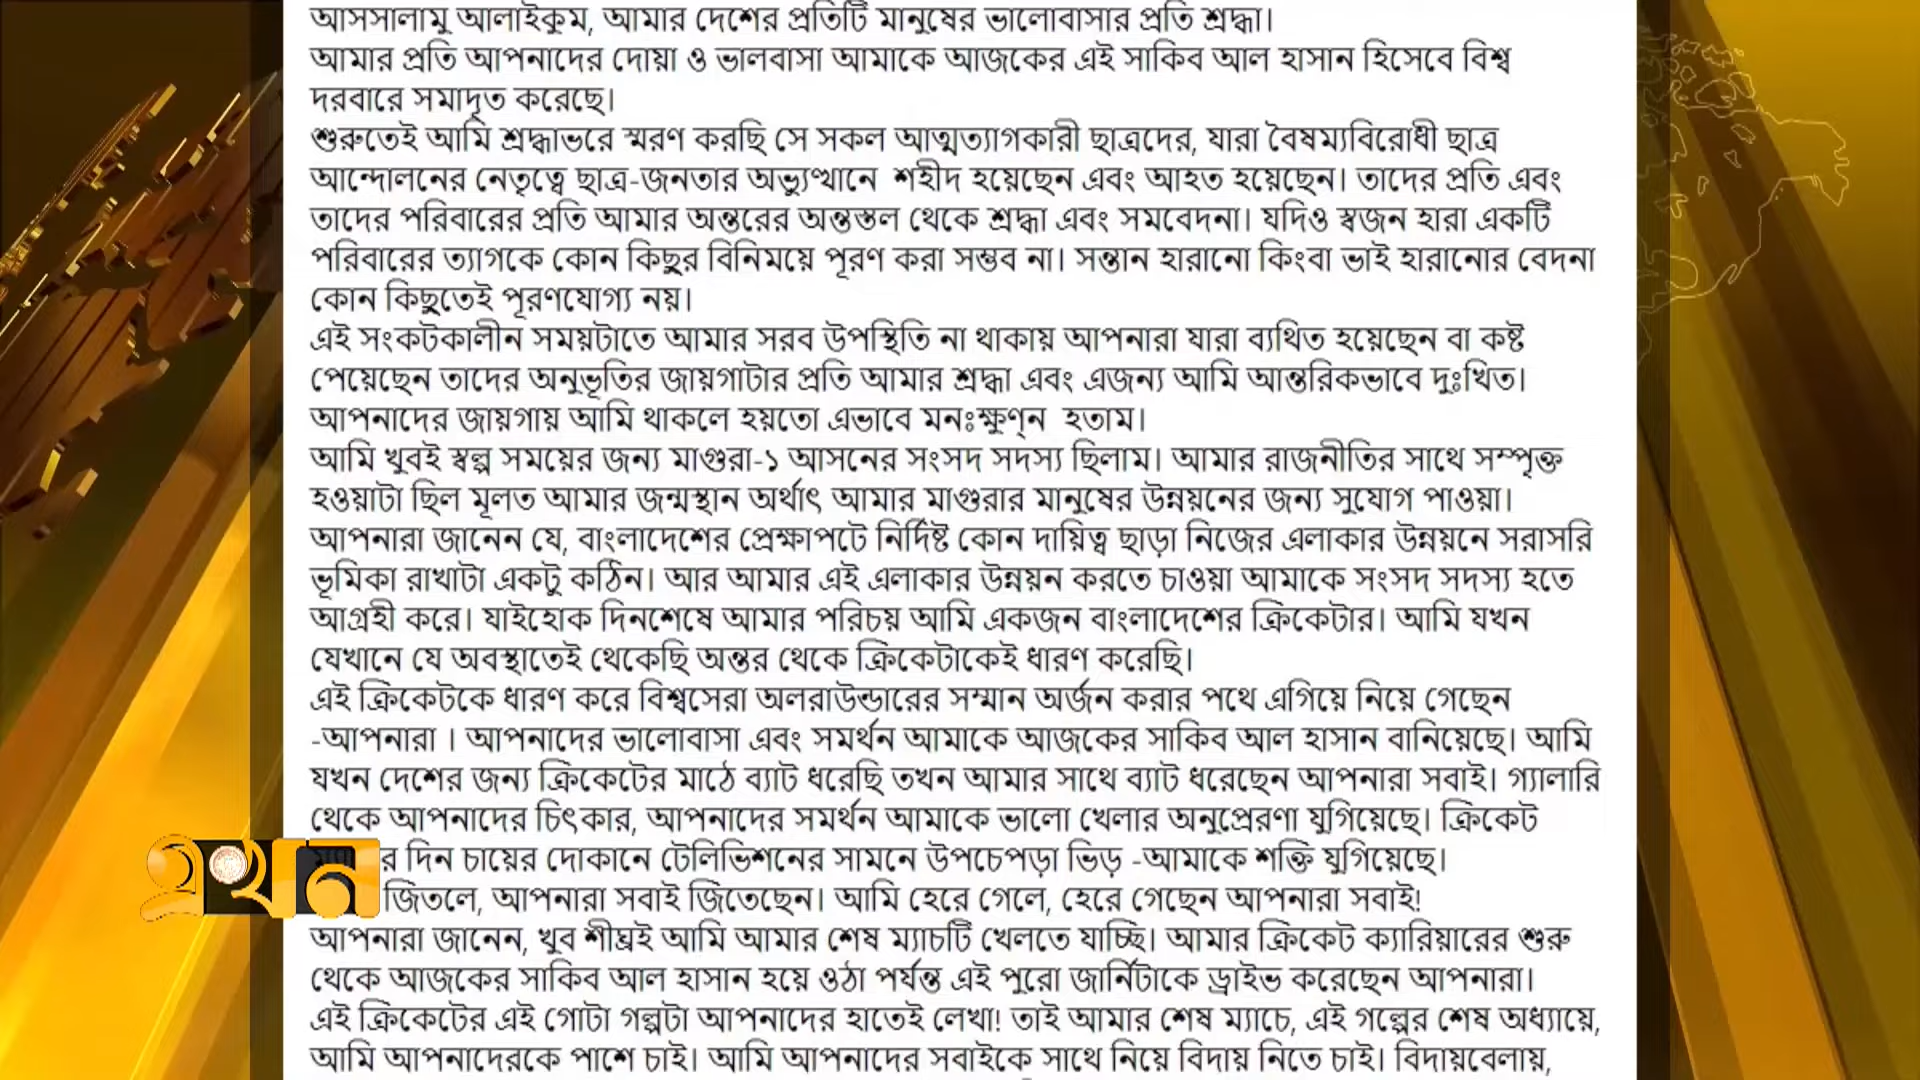 আসসালামু আলাইকুম, আমার দেশের প্রতিটি মানুষের ভালোবাসার প্রতি শ্রদ্ধা।
আমার প্রতি আপনাদের দোয়া ও ভালবাসা আমাকে আজকের এই সাকিব আল হাসান হিসেবে বিশ্ব
দরবারে সমাদৃত করেছে।
শুরুতেই আমি শ্রদ্ধাভরে স্মরণ করছি সে সকল আত্মত্যাগকারী ছাত্রদের, যারা বৈষম্যবিরোধী ছাত্র
আন্দোলনের নেতৃত্বে ছাত্র-জনতার অভ্যুত্থানে শহীদ হয়েছেন এবং আহত হয়েছেন। তাদের প্রতি এবং
তাদের পরিবারের প্রতি আমার অন্তরের অন্তস্তল থেকে শ্রদ্ধা এবং সমবেদনা। যদিও স্বজন হারা একটি
পরিবারের ত্যাগকে কোন কিছুর বিনিময়ে পূরণ করা সম্ভব না। সন্তান হারানো কিংবা ভাই হারানোর বেদনা
কোন কিছুতেই পূরণযোগ্য নয়।
এই সংকটকালীন সময়টাতে আমার সরব উপস্থিতি না থাকায় আপনারা যারা ব্যথিত হয়েছেন বা কষ্ট
পেয়েছেন তাদের অনুভূতির জায়গাটার প্রতি আমার শ্রদ্ধা এবং এজন্য আমি আন্তরিকভাবে দুঃখিত।
আপনাদের জায়গায় আমি থাকলে হয়তো এভাবে মনঃক্ষুণ্ন হতাম।
আমি খুবই স্বল্প সময়ের জন্য মাগুরা-১ আসনের সংসদ সদস্য ছিলাম। আমার রাজনীতির সাথে সম্পৃক্ত
হওয়াটা ছিল মূলত আমার জন্মস্থান অর্থাৎ আমার মাগুরার মানুষের উন্নয়নের জন্য সুযোগ পাওয়া।
আপনারা জানেন যে, বাংলাদেশের প্রেক্ষাপটে নির্দিষ্ট কোন দায়িত্ব ছাড়া নিজের এলাকার উন্নয়নে সরাসরি
ভূমিকা রাখাটা একটু কঠিন। আর আমার এই এলাকার উন্নয়ন করতে চাওয়া আমাকে সংসদ সদস্য হতে
আগ্রহী করে। যাইহোক দিনশেষে আমার পরিচয় আমি একজন বাংলাদেশের ক্রিকেটার। আমি যখন
যেখানে যে অবস্থাতেই থেকেছি অন্তর থেকে ক্রিকেটাকেই ধারণ করেছি।
এই ক্রিকেটকে ধারণ করে বিশ্বসেরা অলরাউন্ডারের সম্মান অর্জন করার পথে এগিয়ে নিয়ে গেছেন
-আপনারা । আপনাদের ভালোবাসা এবং সমর্থন আমাকে আজকের সাকিব আল হাসান বানিয়েছে। আমি
যখন দেশের জন্য ক্রিকেটের মাঠে ব্যাট ধরেছি তখন আমার সাথে ব্যাট ধরেছেন আপনারা সবাই। গ্যালারি
থেকে আপনাদের চিৎকার, আপনাদের সমর্থন আমাকে ভালো খেলার অনুপ্রেরণা যুগিয়েছে। ক্রিকেট
র দিন চায়ের দোকানে টেলিভিশনের সামনে উপচেপড়া ভিড় -আমাকে শক্তি যুগিয়েছে।
জিতলে, আপনারা সবাই জিতেছেন। আমি হেরে গেলে, হেরে গেছেন আপনারা সবাই!
আপনারা জানেন, খুব শীঘ্রই আমি আমার শেষ ম্যাচটি খেলতে যাচ্ছি। আমার ক্রিকেট ক্যারিয়ারের শুরু
থেকে আজকের সাকিব আল হাসান হয়ে ওঠা পর্যন্ত এই পুরো জার্নিটাকে ড্রাইভ করেছেন আপনারা।
এই ক্রিকেটের এই গোটা গল্পটা আপনাদের হাতেই লেখা! তাই আমার শেষ ম্যাচে, এই গল্পের শেষ অধ্যায়ে,
আমি আপনাদেরকে পাশে চাই। আমি আপনাদের সবাইকে সাথে নিয়ে বিদায় নিতে চাই। বিদায়বেলায়,
এখন